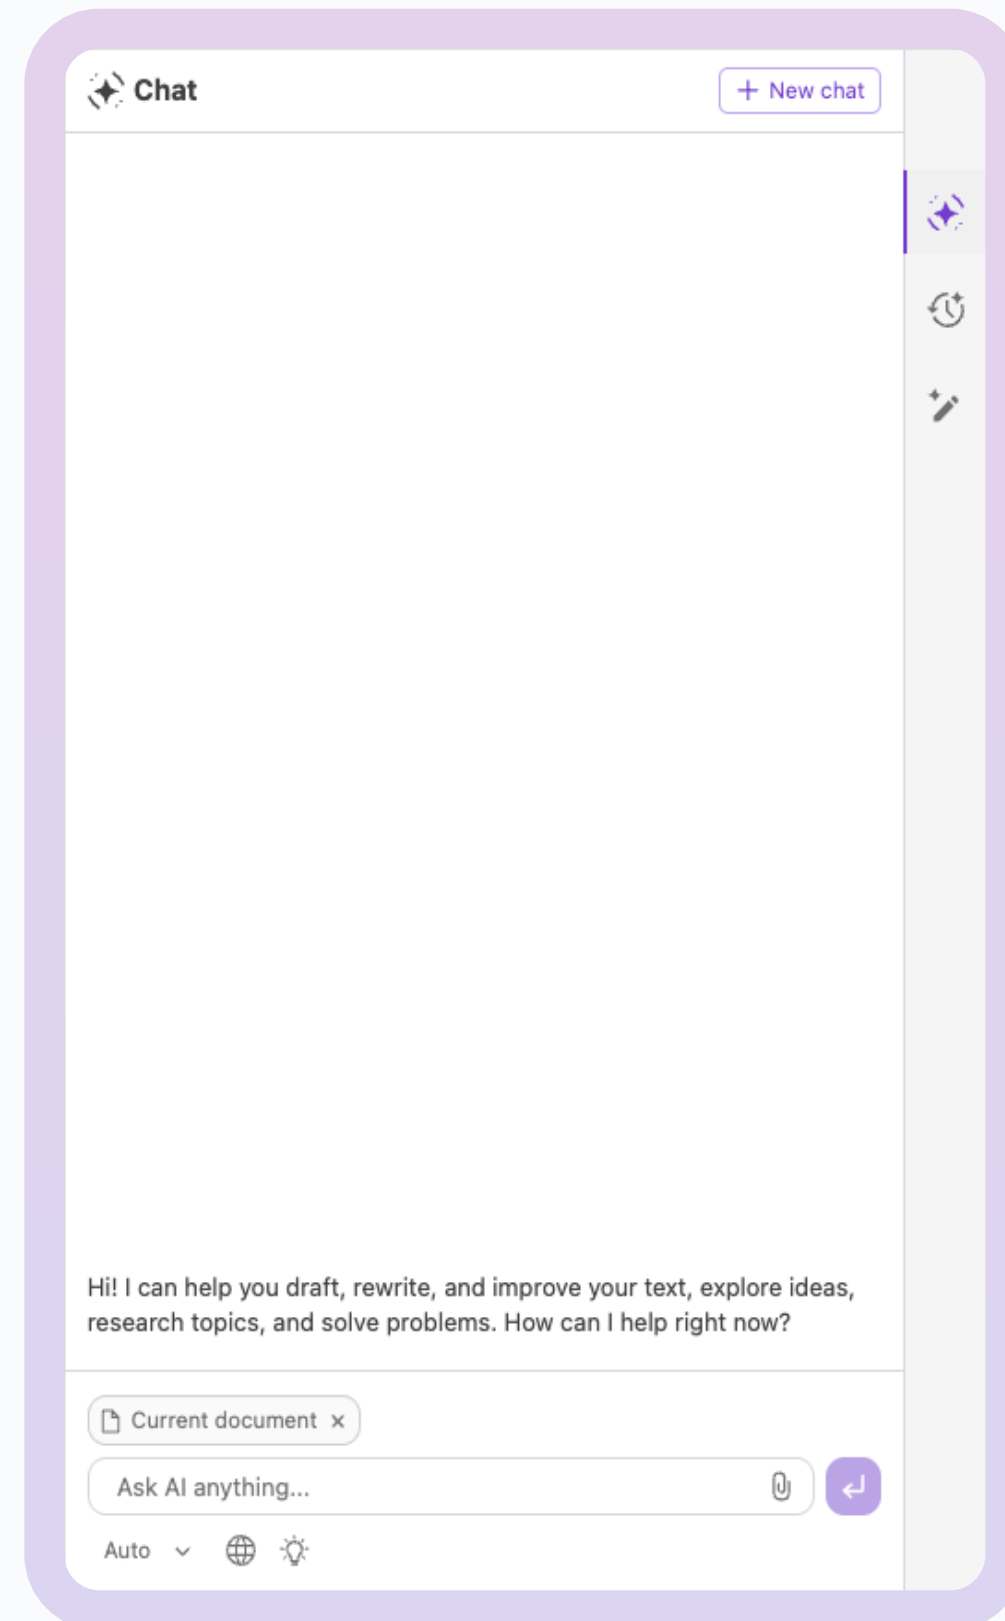 Chat
+ New chat
Hi! I can help you draft, rewrite, and improve your text, explore ideas,
research topics, and solve problems. How can I help right now?
Current document ×
Ask AI anything...
Auto